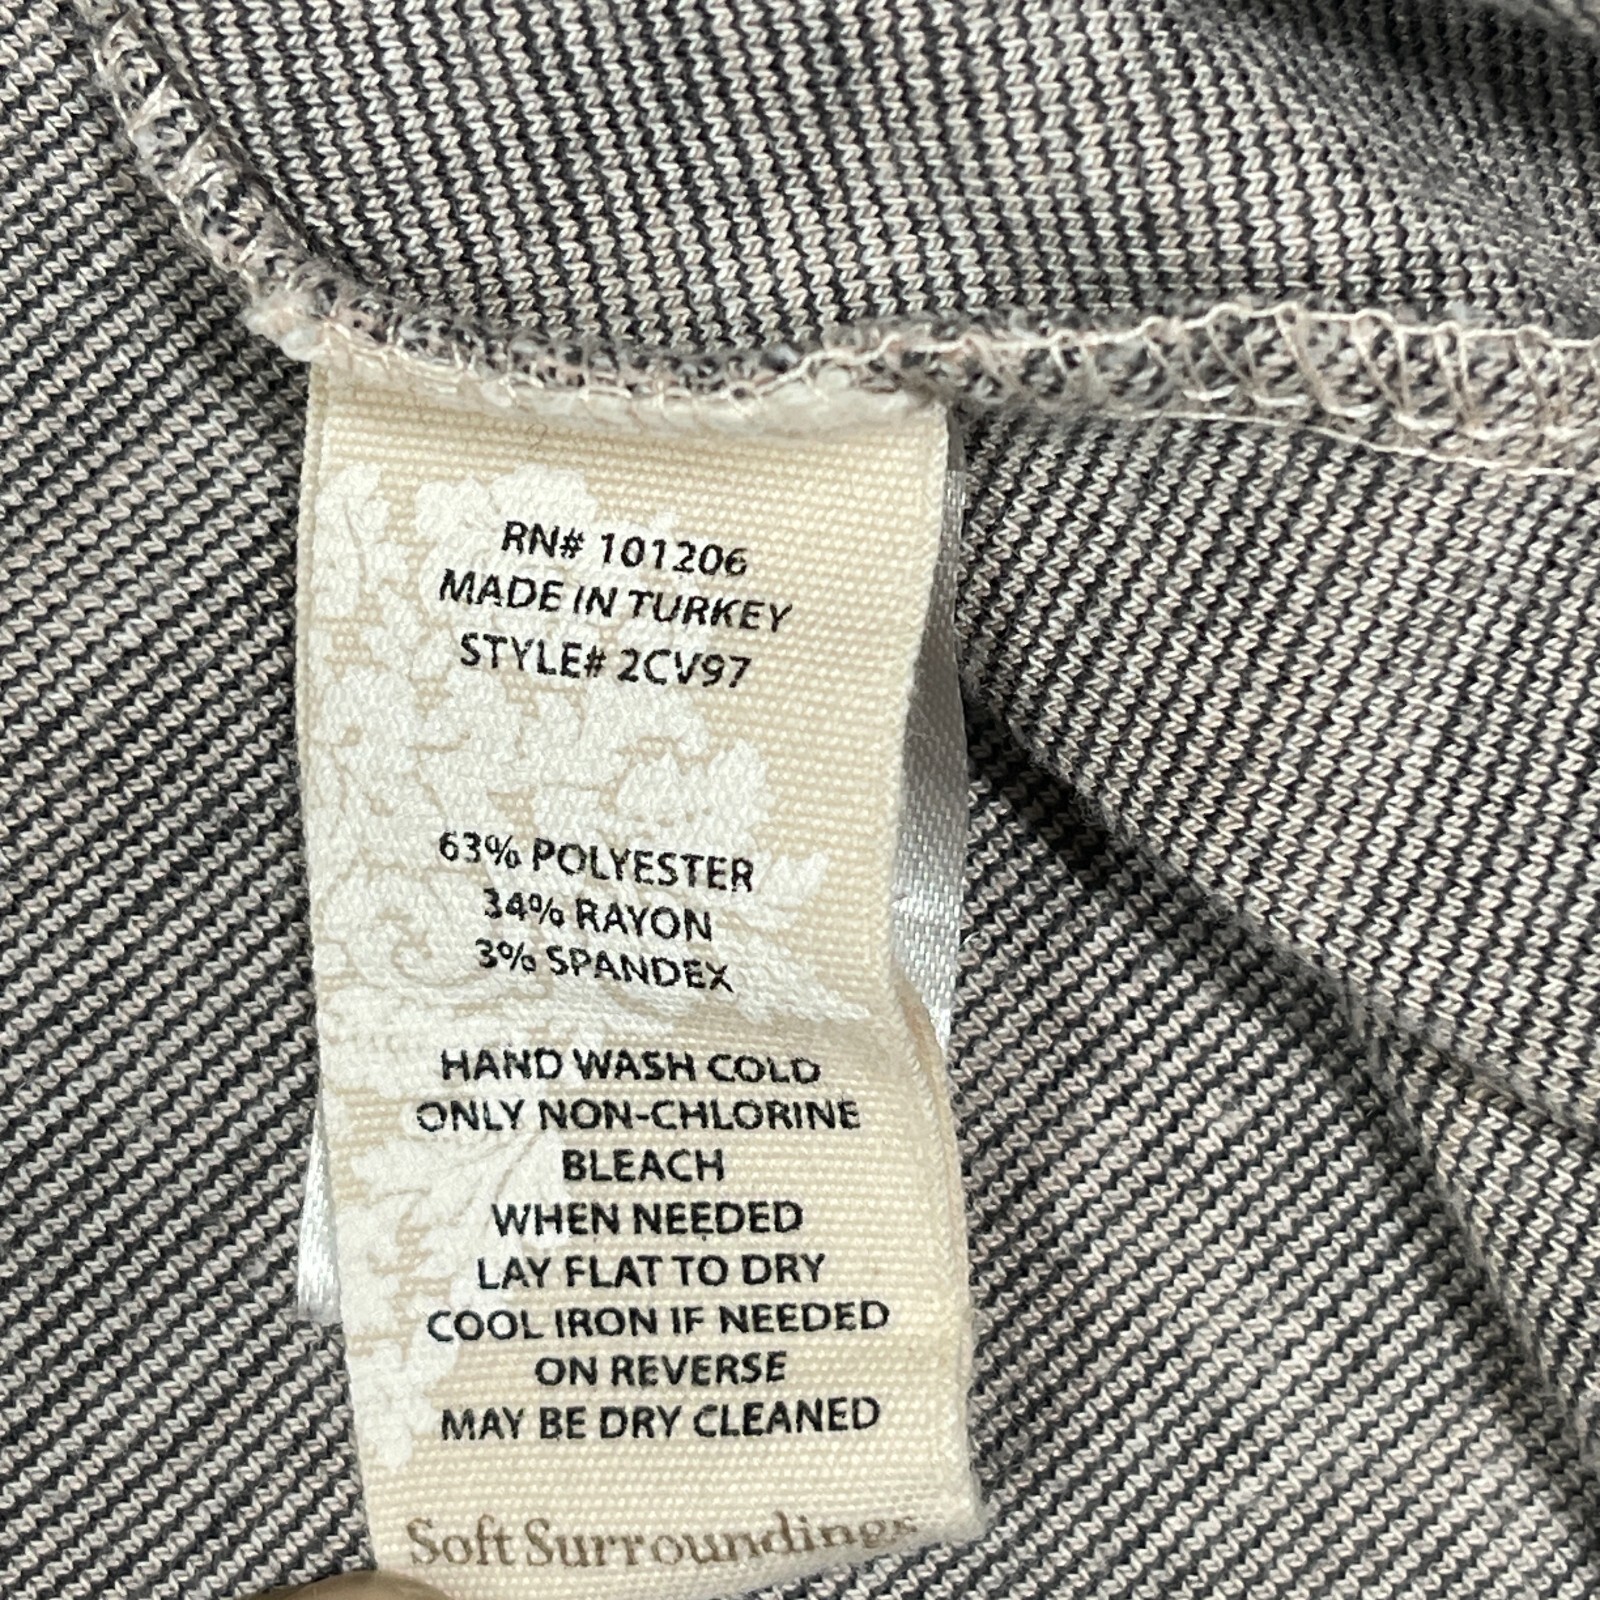 RN# 101206
MADE IN TURKEY
STYLE# 2CV97
63% POLYESTER
34% RAYON
3% SPANDEX
HAND WASH COLD
ONLY NON-CHLORINE
BLEACH
WHEN NEEDED
LAY FLAT TO DRY
COOL IRON IF NEEDED
ON REVERSE
MAY BE DRY CLEANED
Soft Surroundings